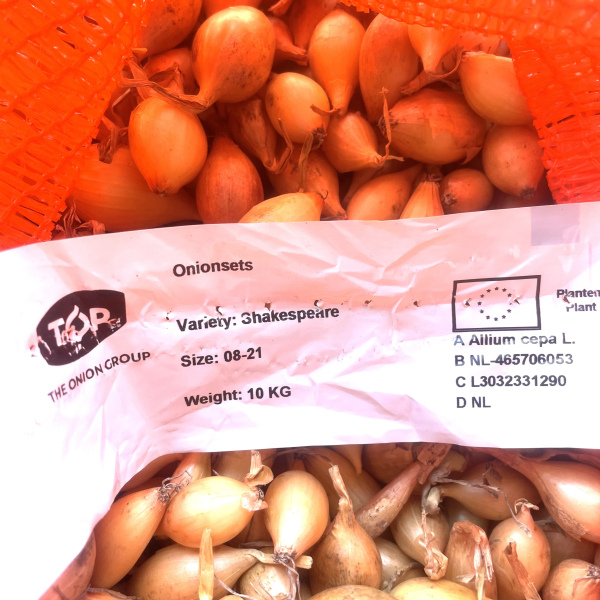 Onionsets
TOP
THE ONION GROUP
Variety: Shakespeare
Size: 08-21
Weight: 10 KG
Planten
Plant
A Allium cepa L.
B NL-465706053
C L3032331290
D NL